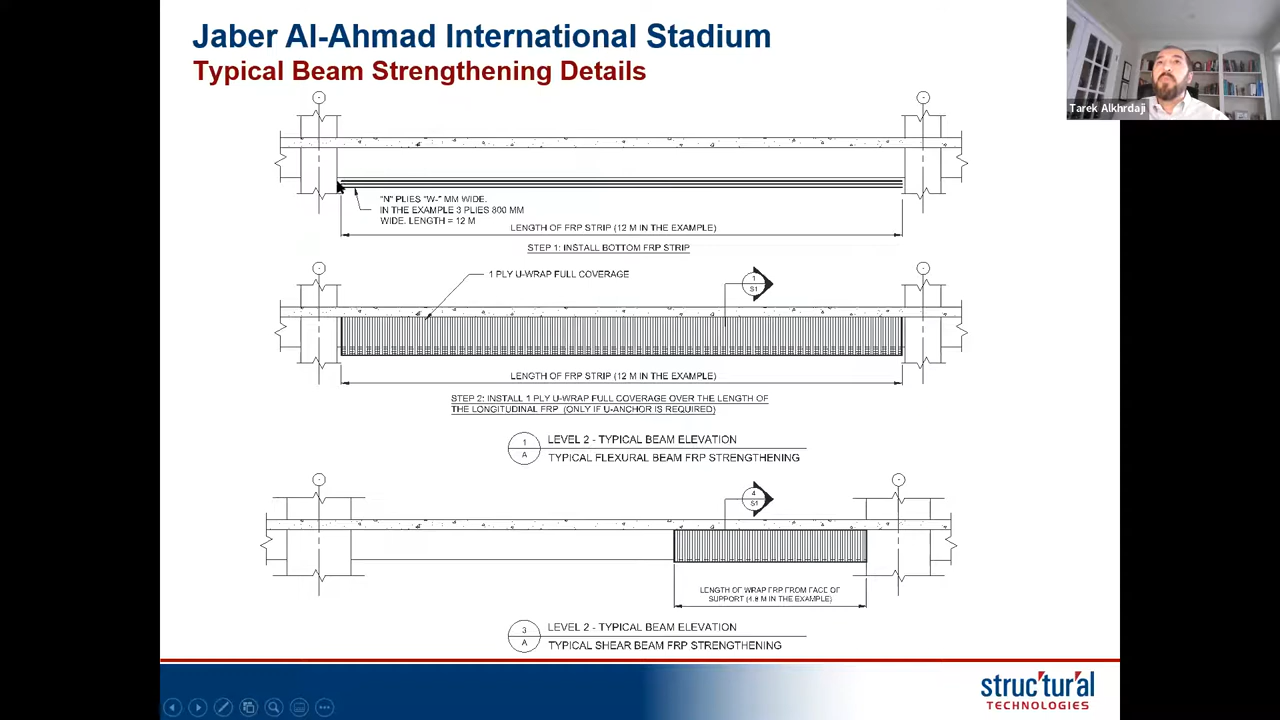 Jaber Al-Ahmad International Stadium
Typical Beam Strengthening Details
Tarek Alkhrdaji
"N" PLIES "W-" MM WIDE.
IN THE EXAMPLE 3 PLIES 800 MM
WIDE. LENGTH = 12 M
LENGTH OF FRP STRIP (12 M IN THE EXAMPLE)
STEP 1: INSTALL BOTTOM FRP STRIP
1 PLY U-WRAP FULL COVERAGE
1
S1
LENGTH OF FRP STRIP (12 M IN THE EXAMPLE)
STEP 2: INSTALL 1 PLY U-WRAP FULL COVERAGE OVER THE LENGTH OF
THE LONGITUDINAL FRP (ONLY IF U-ANCHOR IS REQUIRED)
1
A
LEVEL 2 - TYPICAL BEAM ELEVATION
TYPICAL FLEXURAL BEAM FRP STRENGTHENING
4
S1
LENGTH OF WRAP FRP FROM FACE OF
SUPPORT (4.8 M IN THE EXAMPLE)
3
A
LEVEL 2 - TYPICAL BEAM ELEVATION
TYPICAL SHEAR BEAM FRP STRENGTHENING
structural
TECHNOLOGIES